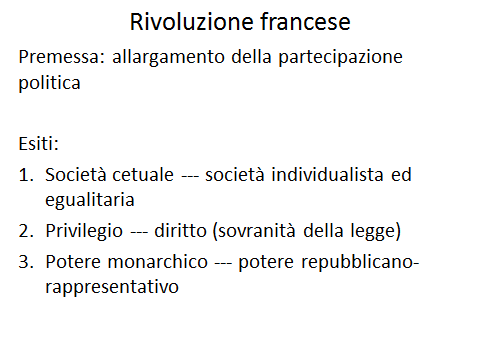 Rivoluzione francese
Premessa: allargamento della partecipazione
politica
Esiti:
1. Società cetuale --- società individualista ed
egualitaria
2. Privilegio --- diritto (sovranità della legge)
3. Potere monarchico --- potere repubblicano-
rappresentativo